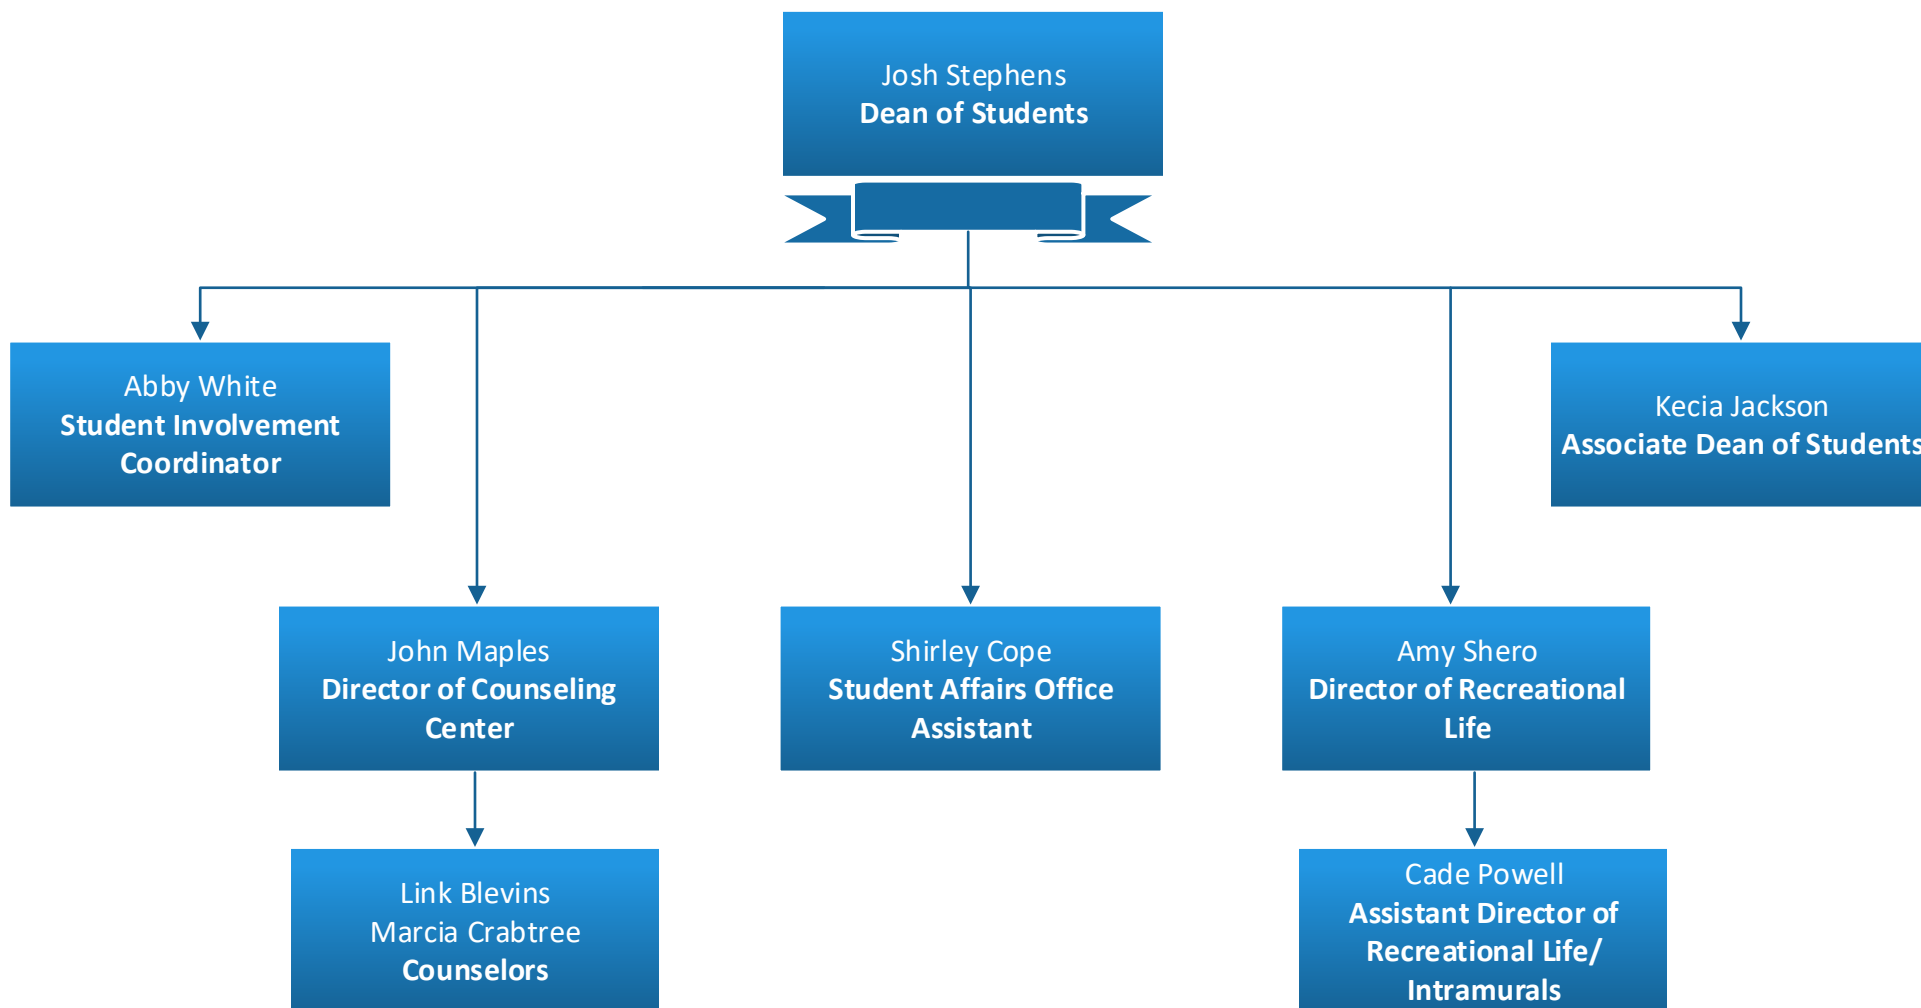 Josh Stephens
Dean of Students
Abby White
Student Involvement
Coordinator
Kecia Jackson
Associate Dean of Students
John Maples
Director of Counseling
Center
Shirley Cope
Student Affairs Office
Assistant
Amy Shero
Director of Recreational
Life
Link Blevins
Marcia Crabtree
Counselors
Cade Powell
Assistant Director of
Recreational Life/
Intramurals